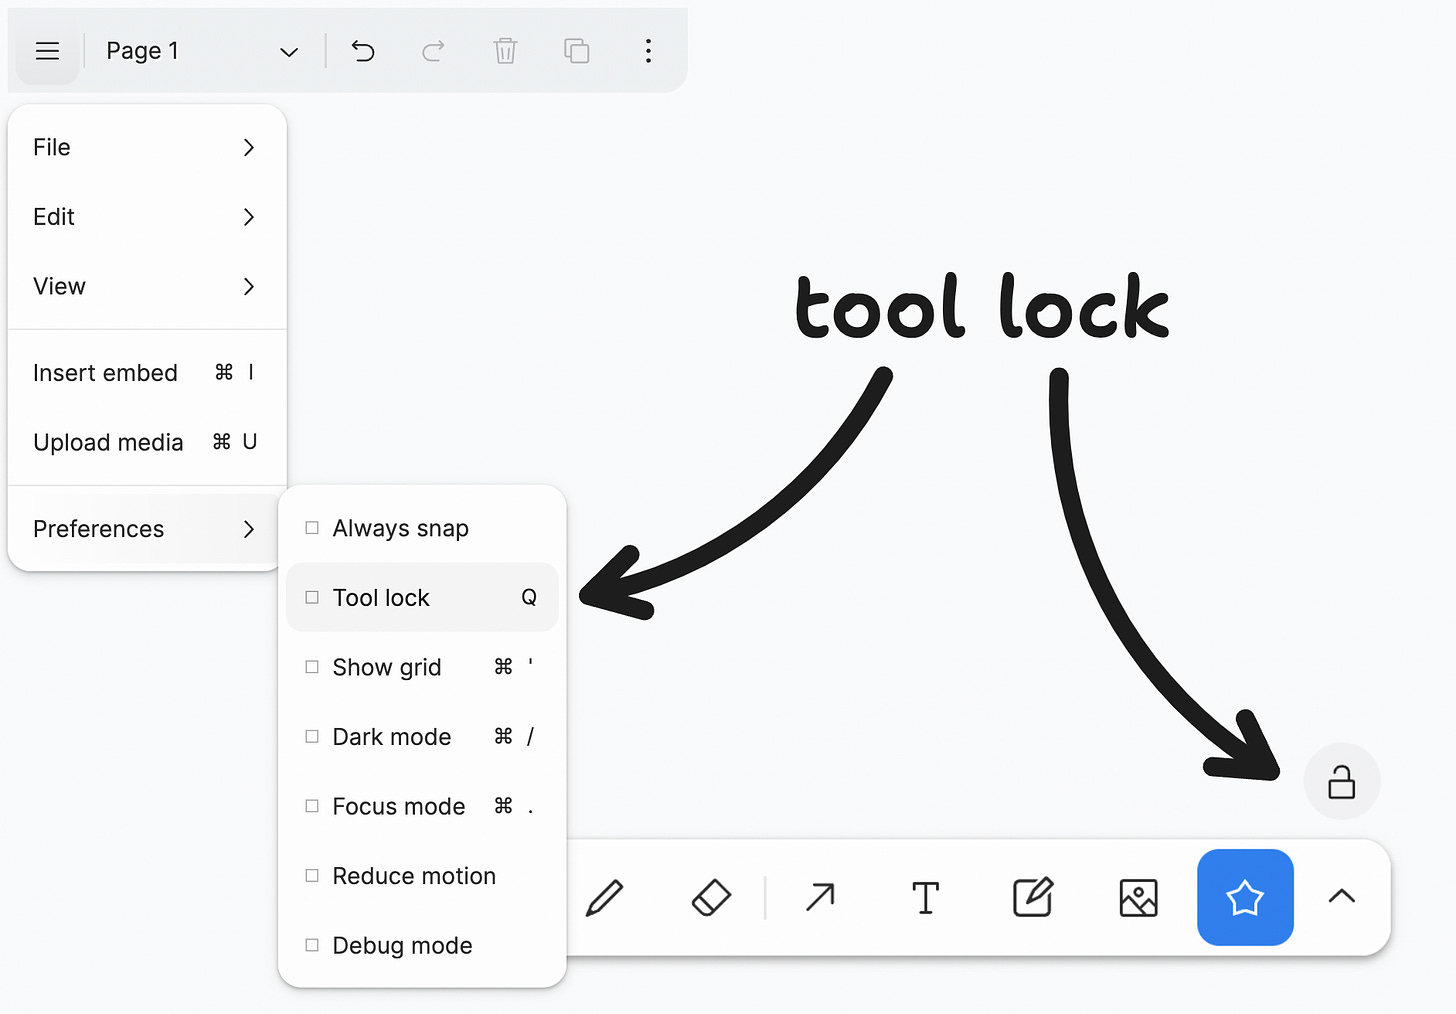 Page 1
File
Edit
View
Insert embed ⌘ I
Upload media ⌘ U
Preferences
Always snap
Tool lock Q
Show grid ⌘ '
Dark mode ⌘ /
Focus mode ⌘ .
Reduce motion
Debug mode
tool lock